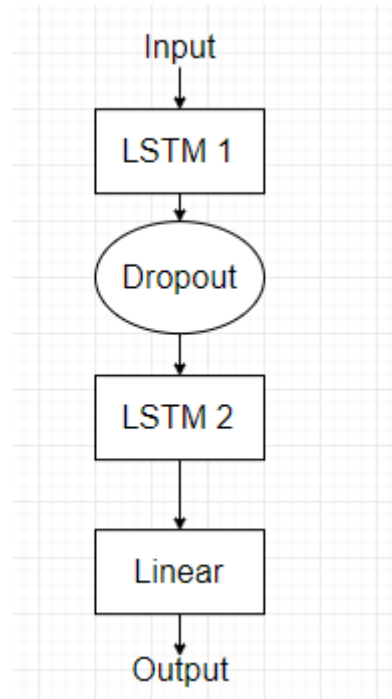 Input
LSTM 1
Dropout
LSTM 2
Linear
Output